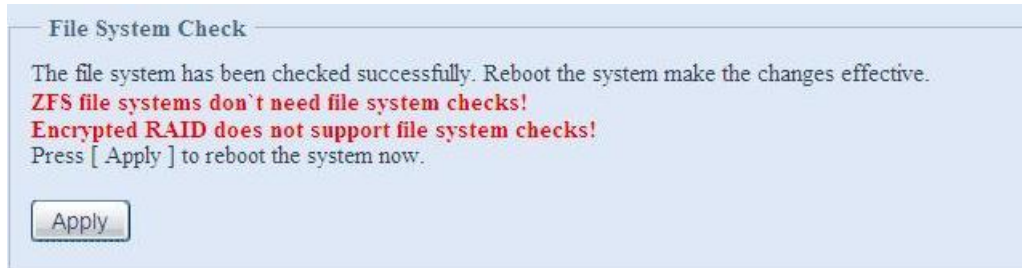 File System Check
The file system has been checked successfully. Reboot the system make the changes effective.
ZFS file systems don`t need file system checks!
Encrypted RAID does not support file system checks!
Press [ Apply ] to reboot the system now.
Apply